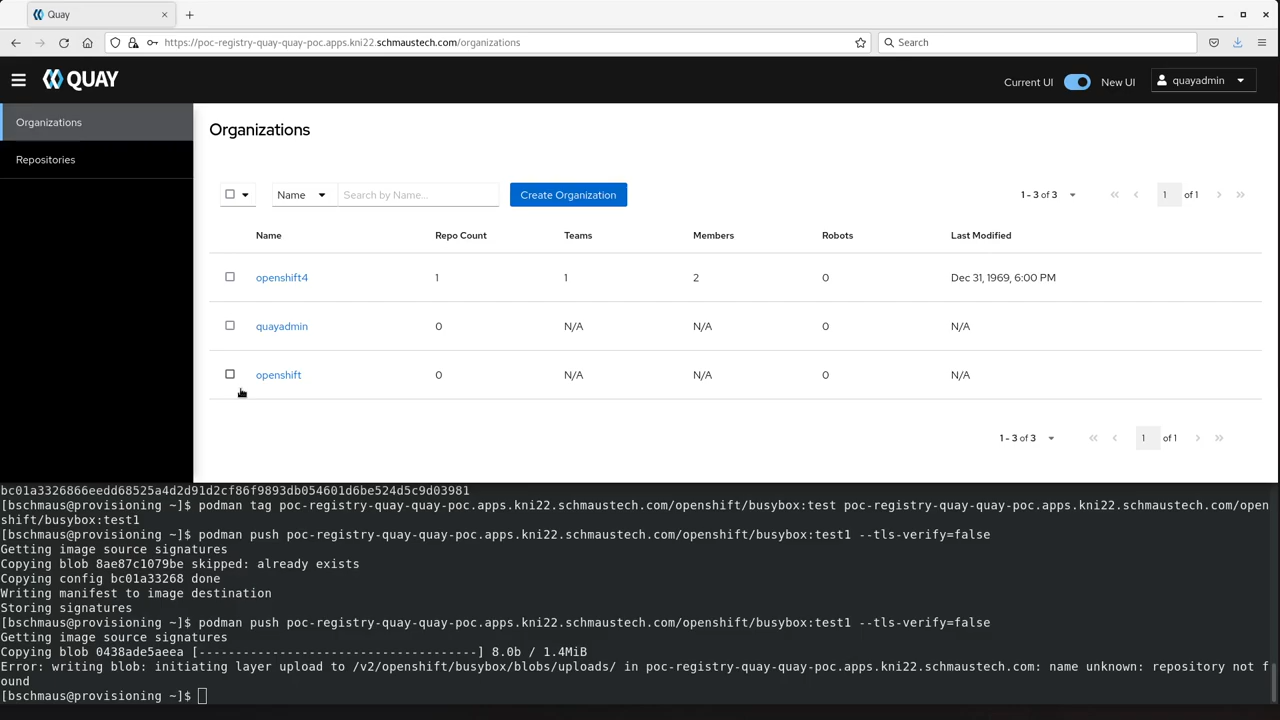 Quay
https://poc-registry-quay-quay-poc.apps.kni22.schmaustech.com/organizations
Search
QUAY
Current UI
New UI
quayadmin
Organizations
Repositories
Organizations
Name
Search by Name...
Create Organization
1 - 3 of 3
1
of 1
Name Repo Count Teams Members Robots Last Modified
openshift4 1 1 2 0 Dec 31, 1969, 6:00 PM
quayadmin 0 N/A N/A 0 N/A
openshift 0 N/A N/A 0 N/A
1 - 3 of 3
1
of 1
bc01a3326866eedd68525a4d2d91d2cf86f9893db054601d6be524d5c9d03981
[bschmaus@provisioning ~]$ podman tag poc-registry-quay-quay-poc.apps.kni22.schmaustech.com/openshift/busybox:test poc-registry-quay-quay-poc.apps.kni22.schmaustech.com/open
shift/busybox:test1
[bschmaus@provisioning ~]$ podman push poc-registry-quay-quay-poc.apps.kni22.schmaustech.com/openshift/busybox:test1 --tls-verify=false
Getting image source signatures
Copying blob 8ae87c1079be skipped: already exists
Copying config bc01a33268 done
Writing manifest to image destination
Storing signatures
[bschmaus@provisioning ~]$ podman push poc-registry-quay-quay-poc.apps.kni22.schmaustech.com/openshift/busybox:test1 --tls-verify=false
Getting image source signatures
Copying blob 0438ade5aeea [------------------------------------] 8.0b / 1.4MiB
Error: writing blob: initiating layer upload to /v2/openshift/busybox/blobs/uploads/ in poc-registry-quay-quay-poc.apps.kni22.schmaustech.com: name unknown: repository not f
ound
[bschmaus@provisioning ~]$